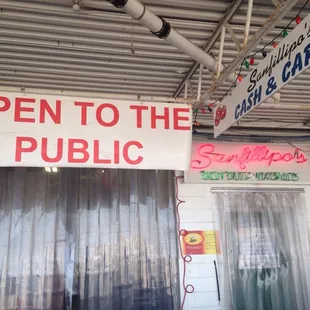 PEN TO THE
PUBLIC
Sanfillipo's
CASH & CAR
Sanfillipo's